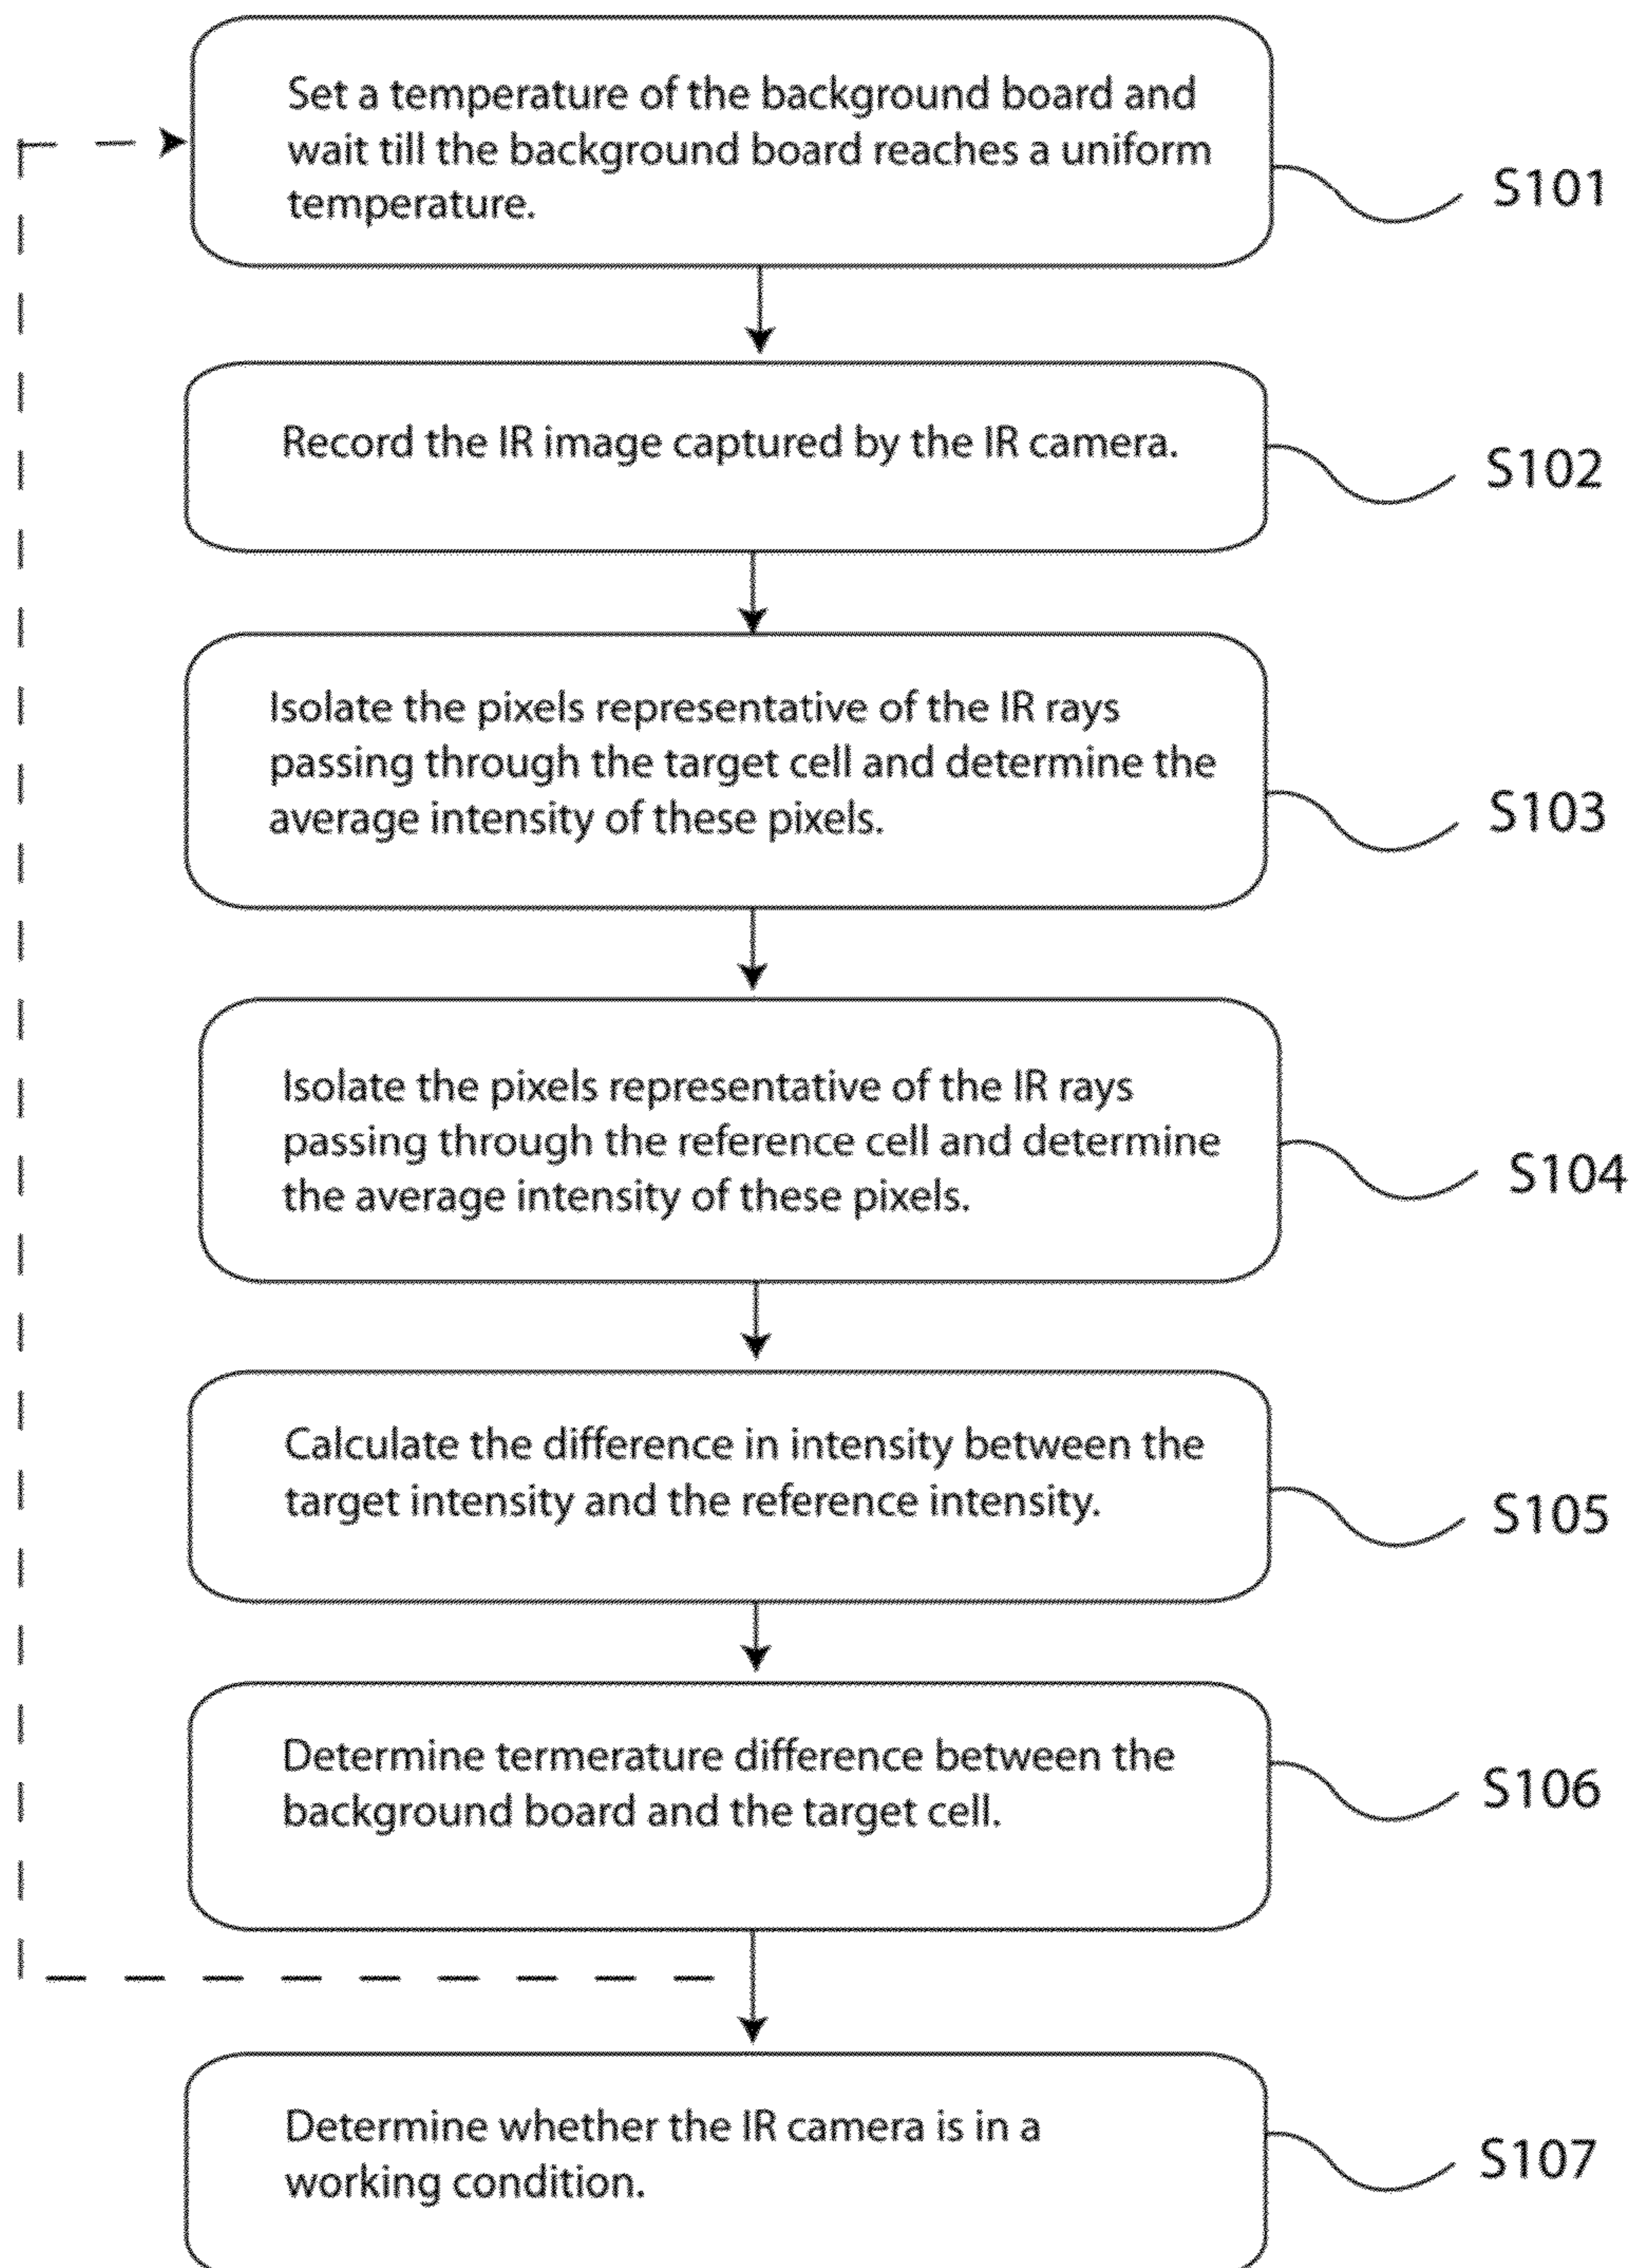 Set a temperature of the background board and
wait till the background board reaches a uniform
temperature.
S101
Record the IR image captured by the IR camera.
S102
Isolate the pixels representative of the IR rays
passing through the target cell and determine the
average intensity of these pixels.
S103
Isolate the pixels representative of the IR rays
passing through the reference cell and determine
the average intensity of these pixels.
S104
Calculate the difference in intensity between the
target intensity and the reference intensity.
S105
Determine termerature difference between the
background board and the target cell.
S106
Determine whether the IR camera is in a
working condition.
S107